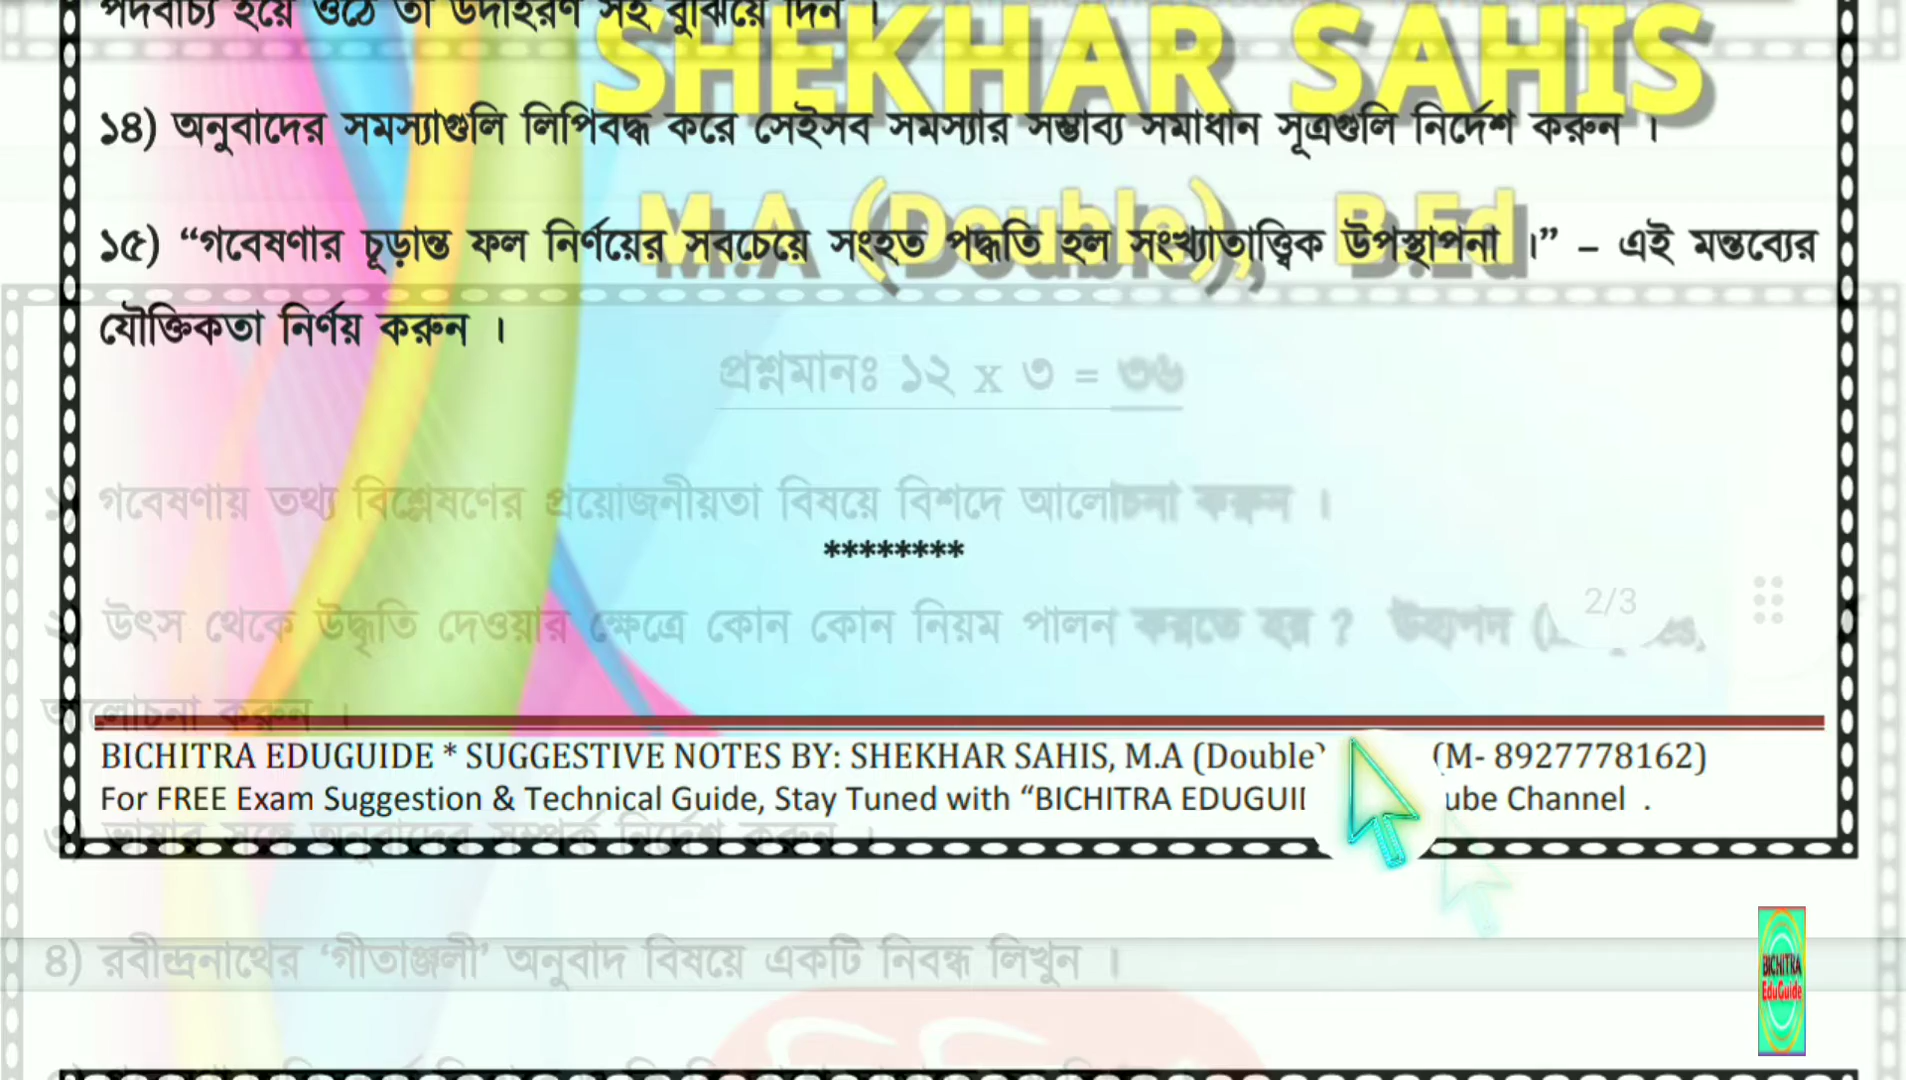 পদবাচ্য হয়ে ওঠে তা উদাহরণ সহ বুঝিয়ে দিন ।
SHEKHAR SAHIS
১৪) অনুবাদের সমস্যাগুলি লিপিবদ্ধ করে সেইসব সমস্যার সম্ভাব্য সমাধান সূত্রগুলি নির্দেশ করুন ।
M.A (Double), B.Ed
১৫) “গবেষণার চূড়ান্ত ফল নির্ণয়ের সবচেয়ে সংহত পদ্ধতি হল সংখ্যাতাত্ত্বিক উপস্থাপনা ।” – এই মন্তব্যের
যৌক্তিকতা নির্ণয় করুন ।
প্রশ্নমানঃ ১২ x ৩ = ৩৬
১) গবেষণায় তথ্য বিশ্লেষণের প্রয়োজনীয়তা বিষয়ে বিশদে আলোচনা করুন ।
********
২) উৎস থেকে উদ্ধৃতি দেওয়ার ক্ষেত্রে কোন কোন নিয়ম পালন করতে হয় ?
2/3
আলোচনা করুন ।
BICHITRA EDUGUIDE * SUGGESTIVE NOTES BY: SHEKHAR SAHIS, M.A (Double) (M- 8927778162)
For FREE Exam Suggestion & Technical Guide, Stay Tuned with “BICHITRA EDUGUI ube Channel .
৩) ভাষার সঙ্গে অনুবাদের সম্পর্ক নির্দেশ করুন ।
৪) রবীন্দ্রনাথের ‘গীতাঞ্জলী’ অনুবাদ বিষয়ে একটি নিবন্ধ লিখুন ।
BICHITRA
EduGuide